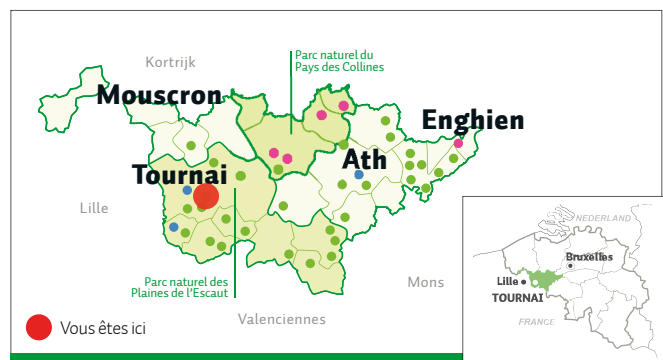 Kortrijk
Parc naturel du
Pays des Collines
Mouscron
Enghien
Ath
Tournai
Lille
Parc naturel des
Plaines de l'Escaut
Mons
Valenciennes
Vous êtes ici
NEDERLAND
Bruxelles
Lille
TOURNAI
FRANCE